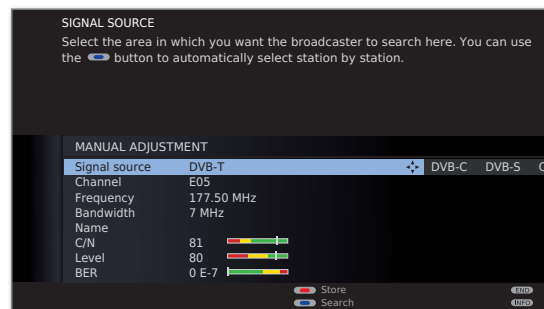 SIGNAL SOURCE
Select the area in which you want the broadcaster to search here. You can use
the button to automatically select station by station.
MANUAL ADJUSTMENT
Signal source DVB-T DVB-C DVB-S
Channel E05
Frequency 177.50 MHz
Bandwidth 7 MHz
Name
C/N 81
Level 80
BER 0 E-7
Store END
Search INFO